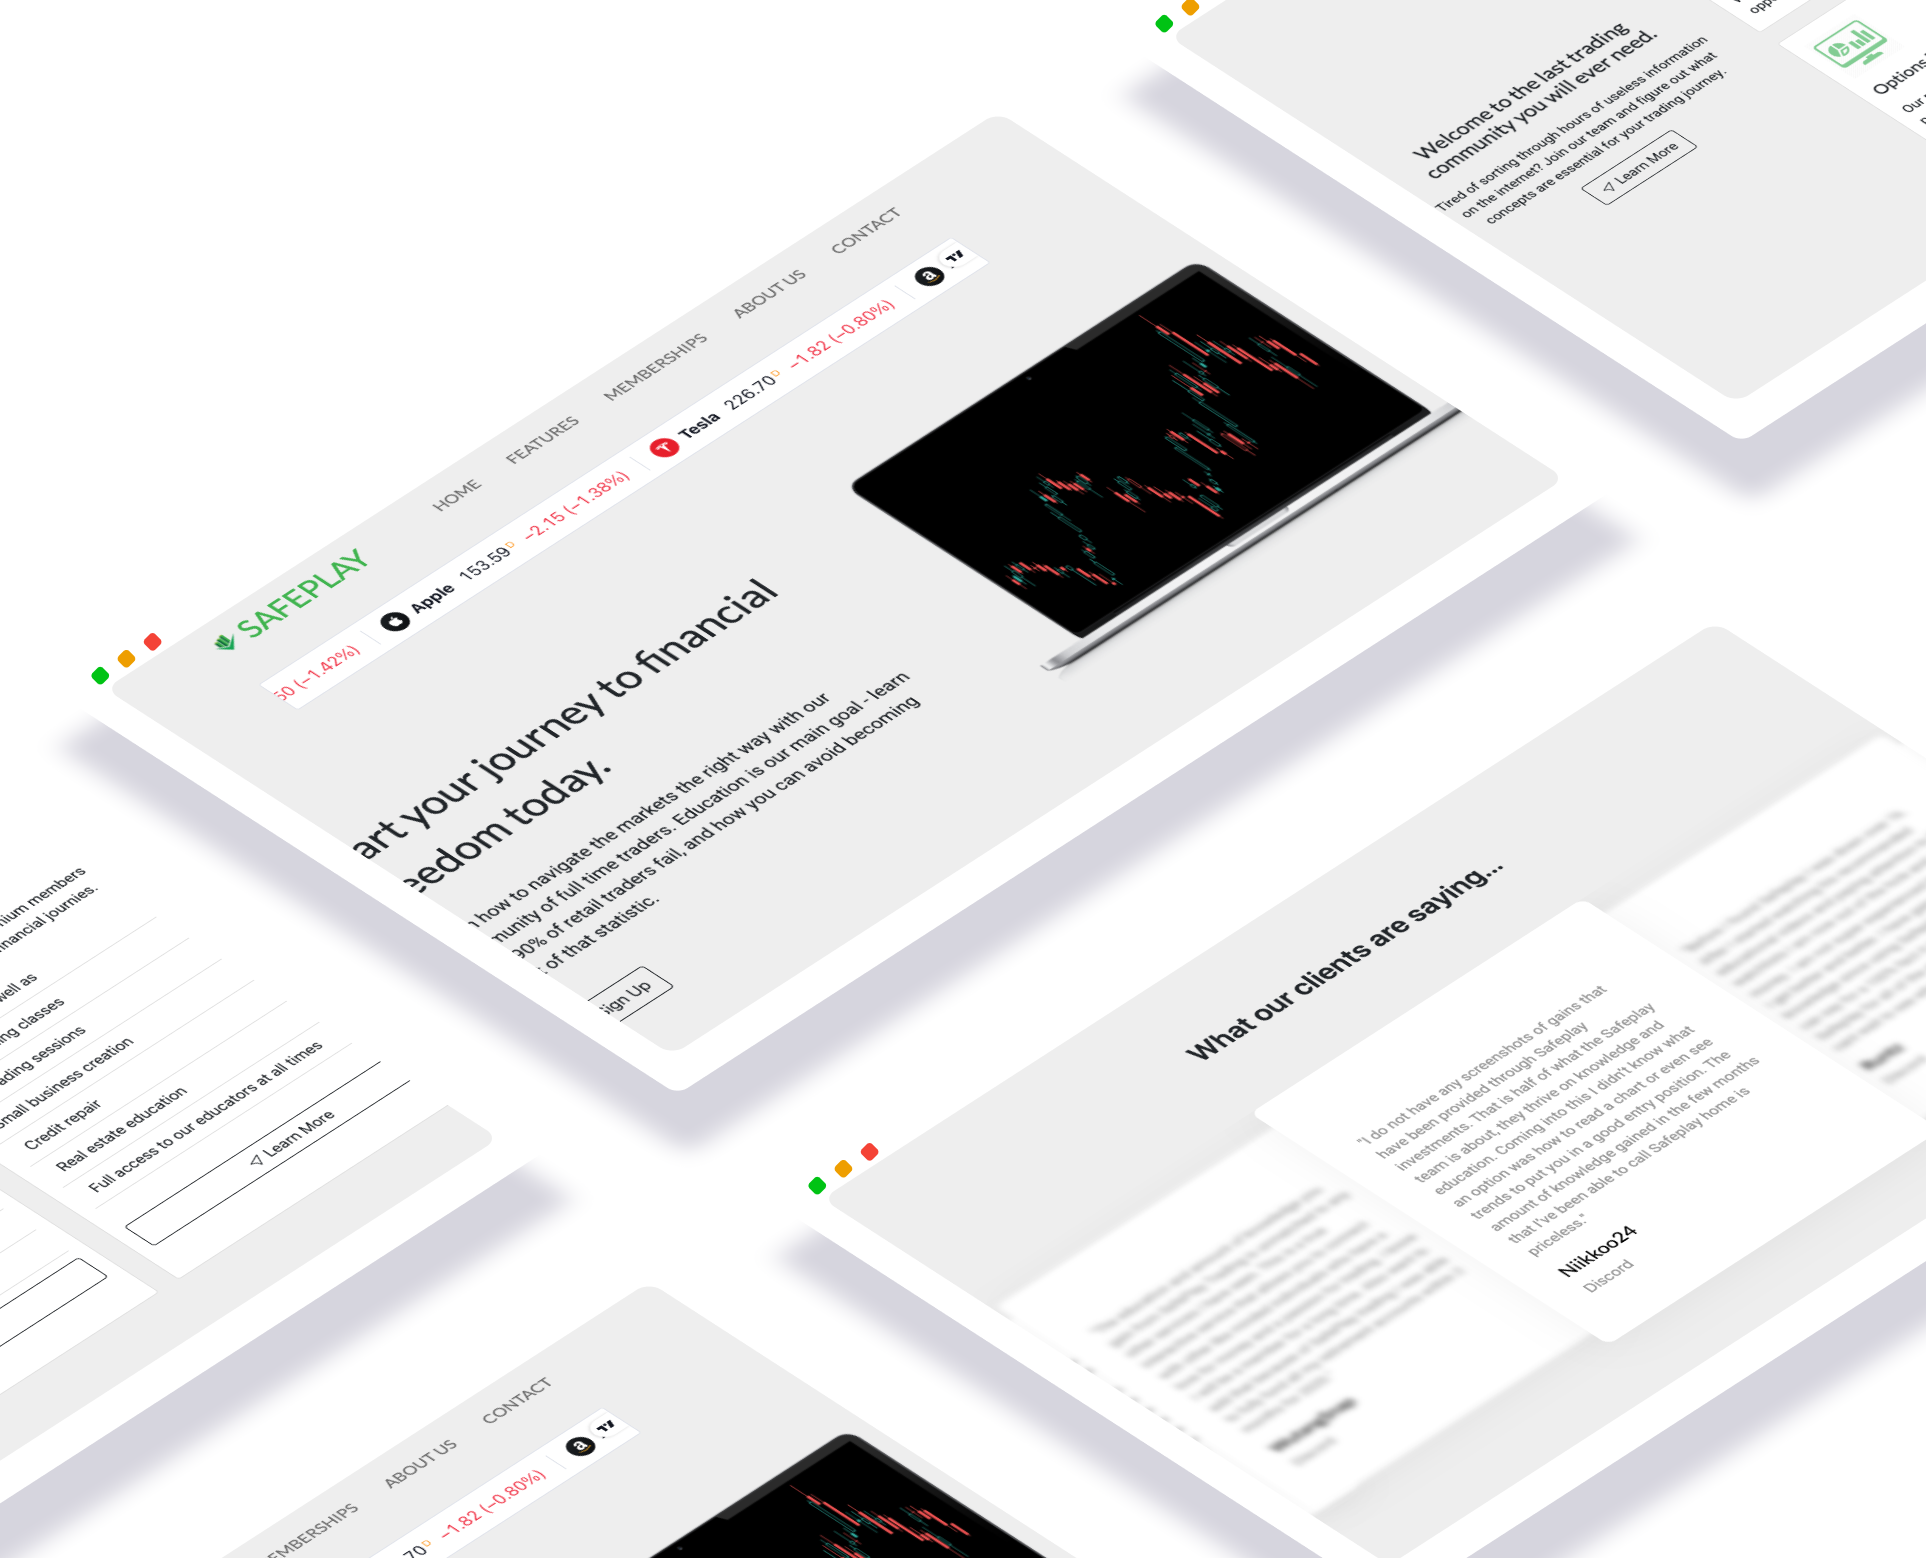 Welcome to the last trading
community you will ever need.
Tired of sorting through hours of useless information
on the internet? Join our team and figure out what
concepts are essential for your trading journey.
Learn More
Options
Our
SAFEPLAY
HOME
FEATURES
MEMBERSHIPS
ABOUT US
CONTACT
50 (−1.42%)
Apple 153.59 D −2.15 (−1.38%)
Tesla 226.70 D −1.82 (−0.80%)
art your journey to financial
eedom today.
how to navigate the markets the right way with our
munity of full time traders. Education is our main goal - learn
90% of retail traders fail, and how you can avoid becoming
of that statistic.
Sign Up
nium members
inancial journies.
well as
ng classes
ading sessions
Small business creation
Credit repair
Real estate education
Full access to our educators at all times
Learn More
What our clients are saying...
"I do not have any screenshots of gains that
have been provided through Safeplay
investments. That is half of what the Safeplay
team is about, they thrive on knowledge and
education. Coming into this I didn't know what
an option was how to read a chart or even see
trends to put you in a good entry position. The
amount of knowledge gained in the few months
that I've been able to call Safeplay home is
priceless."
Niikkoo24
Discord
EMBERSHIPS
ABOUT US
CONTACT
70 D −1.82 (−0.80%)